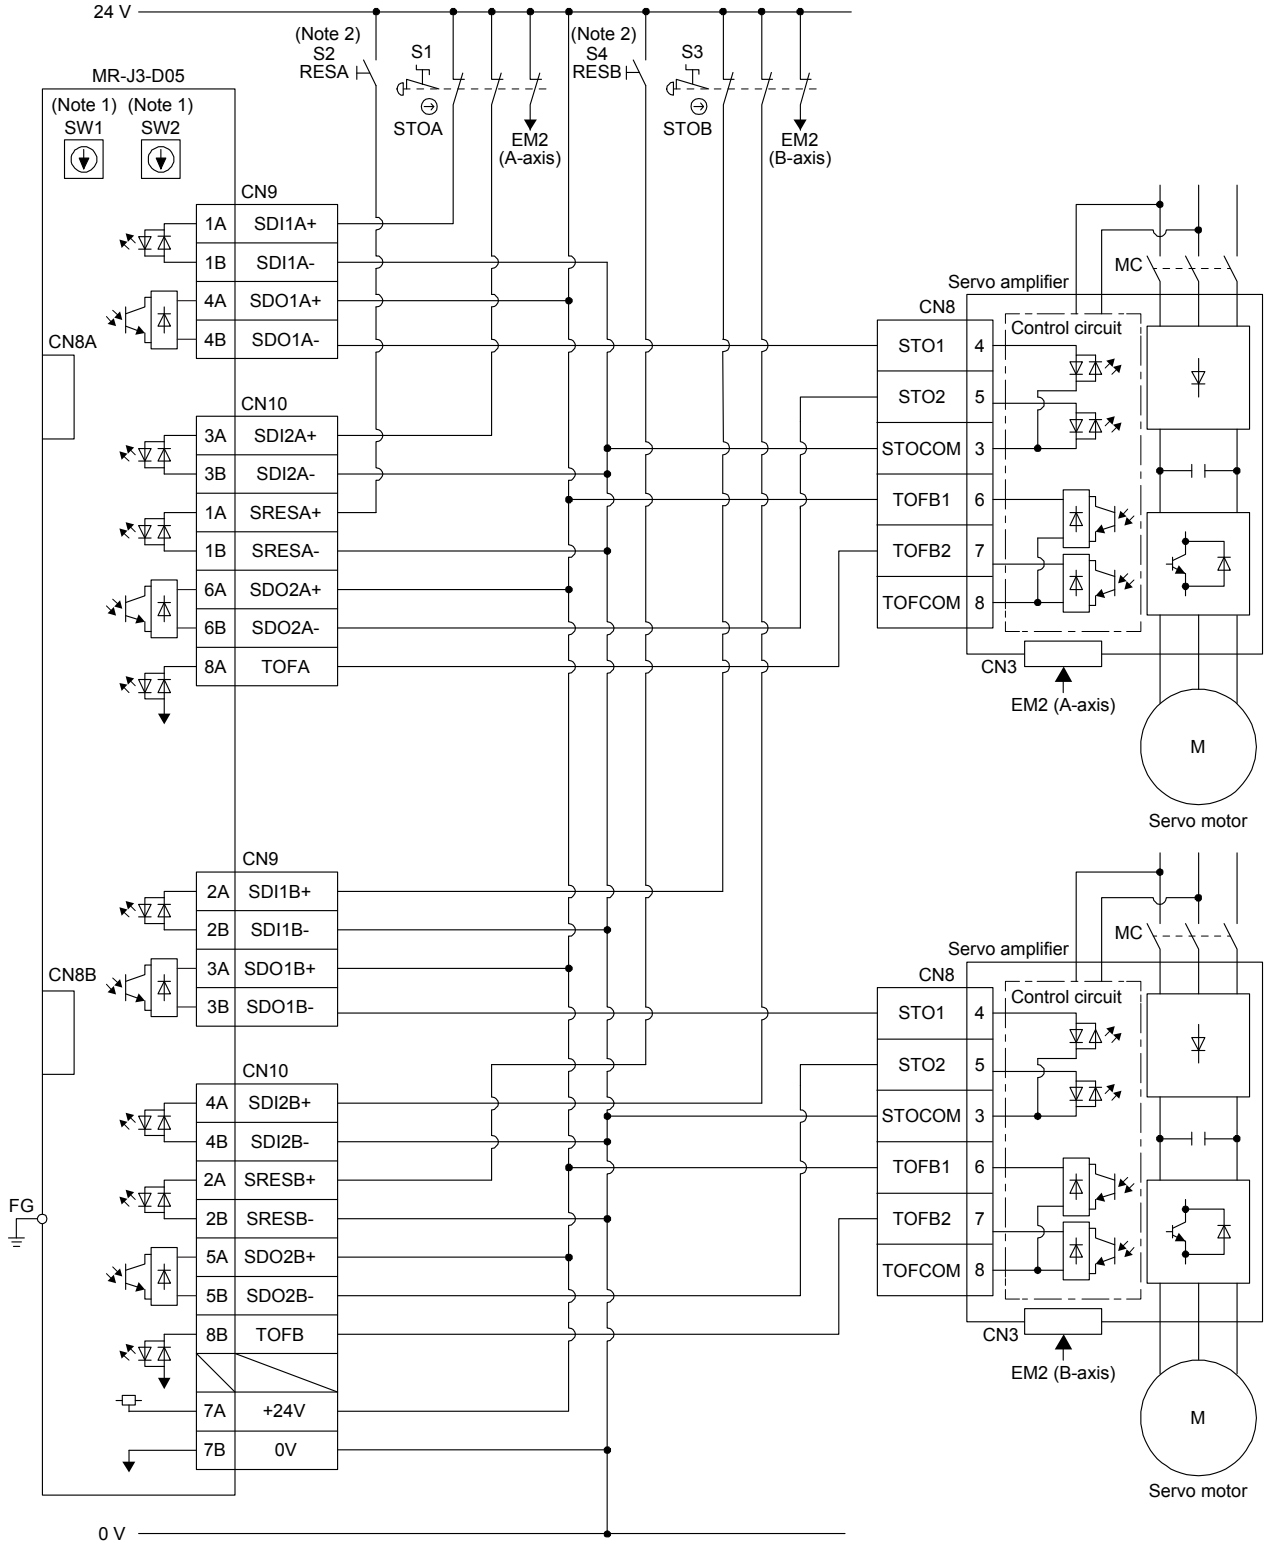 24 V
(Note 2)
S2
RESA
S1
STOA
EM2
(A-axis)
(Note 2)
S4
RESB
S3
STOB
EM2
(B-axis)
MR-J3-D05
(Note 1) (Note 1)
SW1 SW2
CN9
1A SDI1A+
1B SDI1A-
4A SDO1A+
4B SDO1A-
CN8A
CN10
3A SDI2A+
3B SDI2A-
1A SRESA+
1B SRESA-
6A SDO2A+
6B SDO2A-
8A TOFA
MC
Servo amplifier
CN8
Control circuit
STO1 4
STO2 5
STOCOM 3
TOFB1 6
TOFB2 7
TOFCOM 8
CN3
EM2 (A-axis)
M
Servo motor
CN9
2A SDI1B+
2B SDI1B-
3A SDO1B+
3B SDO1B-
CN8B
CN10
4A SDI2B+
4B SDI2B-
2A SRESB+
2B SRESB-
5A SDO2B+
5B SDO2B-
8B TOFB
7A +24V
7B 0V
FG
MC
Servo amplifier
CN8
Control circuit
STO1 4
STO2 5
STOCOM 3
TOFB1 6
TOFB2 7
TOFCOM 8
CN3
EM2 (B-axis)
M
Servo motor
0 V